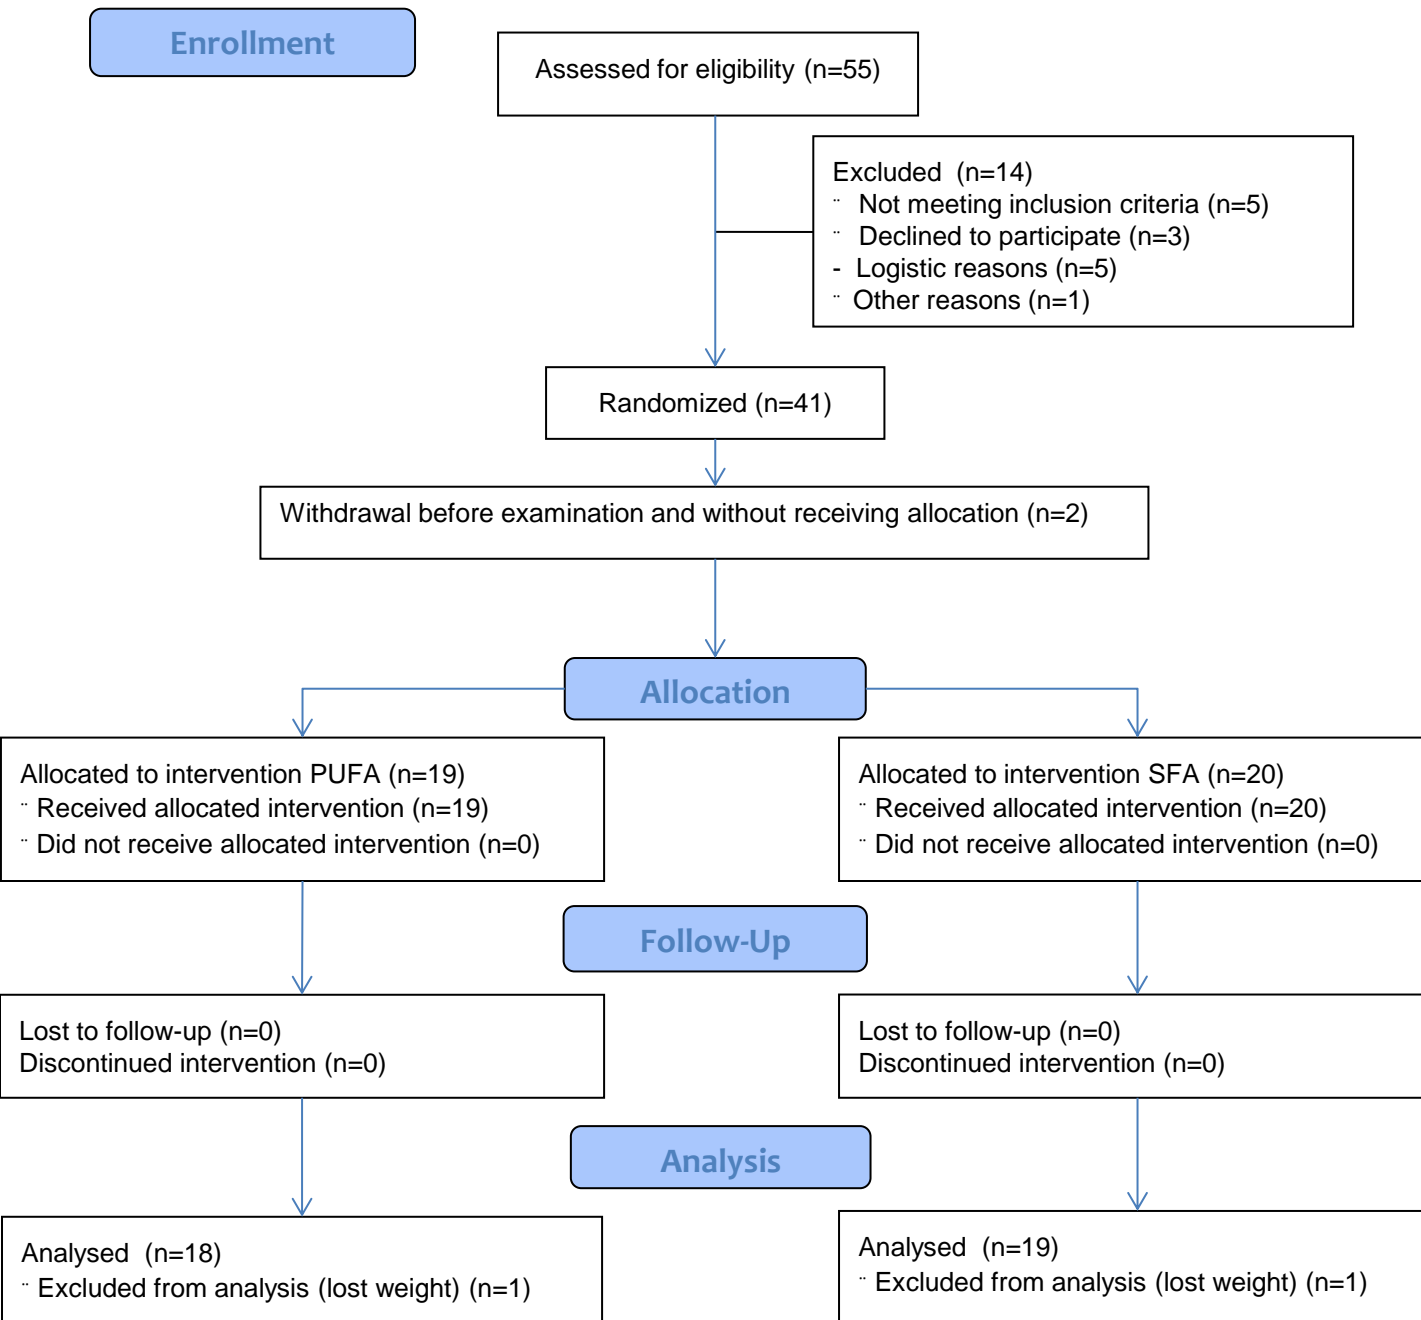 Enrollment
Assessed for eligibility (n=55)
Excluded (n=14)
¨ Not meeting inclusion criteria (n=5)
¨ Declined to participate (n=3)
- Logistic reasons (n=5)
¨ Other reasons (n=1)
Randomized (n=41)
Withdrawal before examination and without receiving allocation (n=2)
Allocation
Allocated to intervention PUFA (n=19)
¨ Received allocated intervention (n=19)
¨ Did not receive allocated intervention (n=0)
Allocated to intervention SFA (n=20)
¨ Received allocated intervention (n=20)
¨ Did not receive allocated intervention (n=0)
Follow-Up
Lost to follow-up (n=0)
Discontinued intervention (n=0)
Lost to follow-up (n=0)
Discontinued intervention (n=0)
Analysis
Analysed (n=18)
¨ Excluded from analysis (lost weight) (n=1)
Analysed (n=19)
¨ Excluded from analysis (lost weight) (n=1)